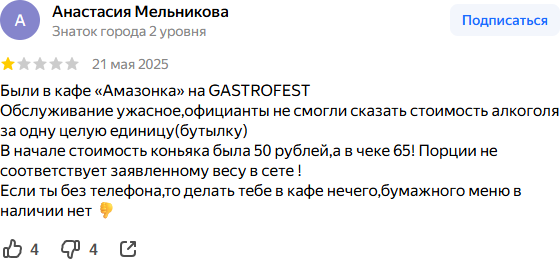 А
Анастасия Мельникова
Знаток города 2 уровня
Подписаться
21 мая 2025
Были в кафе «Амазонка» на GASTROFEST
Обслуживание ужасное,официанты не смогли сказать стоимость алкоголя
за одну целую единицу(бутылку)
В начале стоимость коньяка была 50 рублей,а в чеке 65! Порции не
соответствует заявленному весу в сете !
Если ты без телефона,то делать тебе в кафе нечего,бумажного меню в
наличии нет 👎
4
4